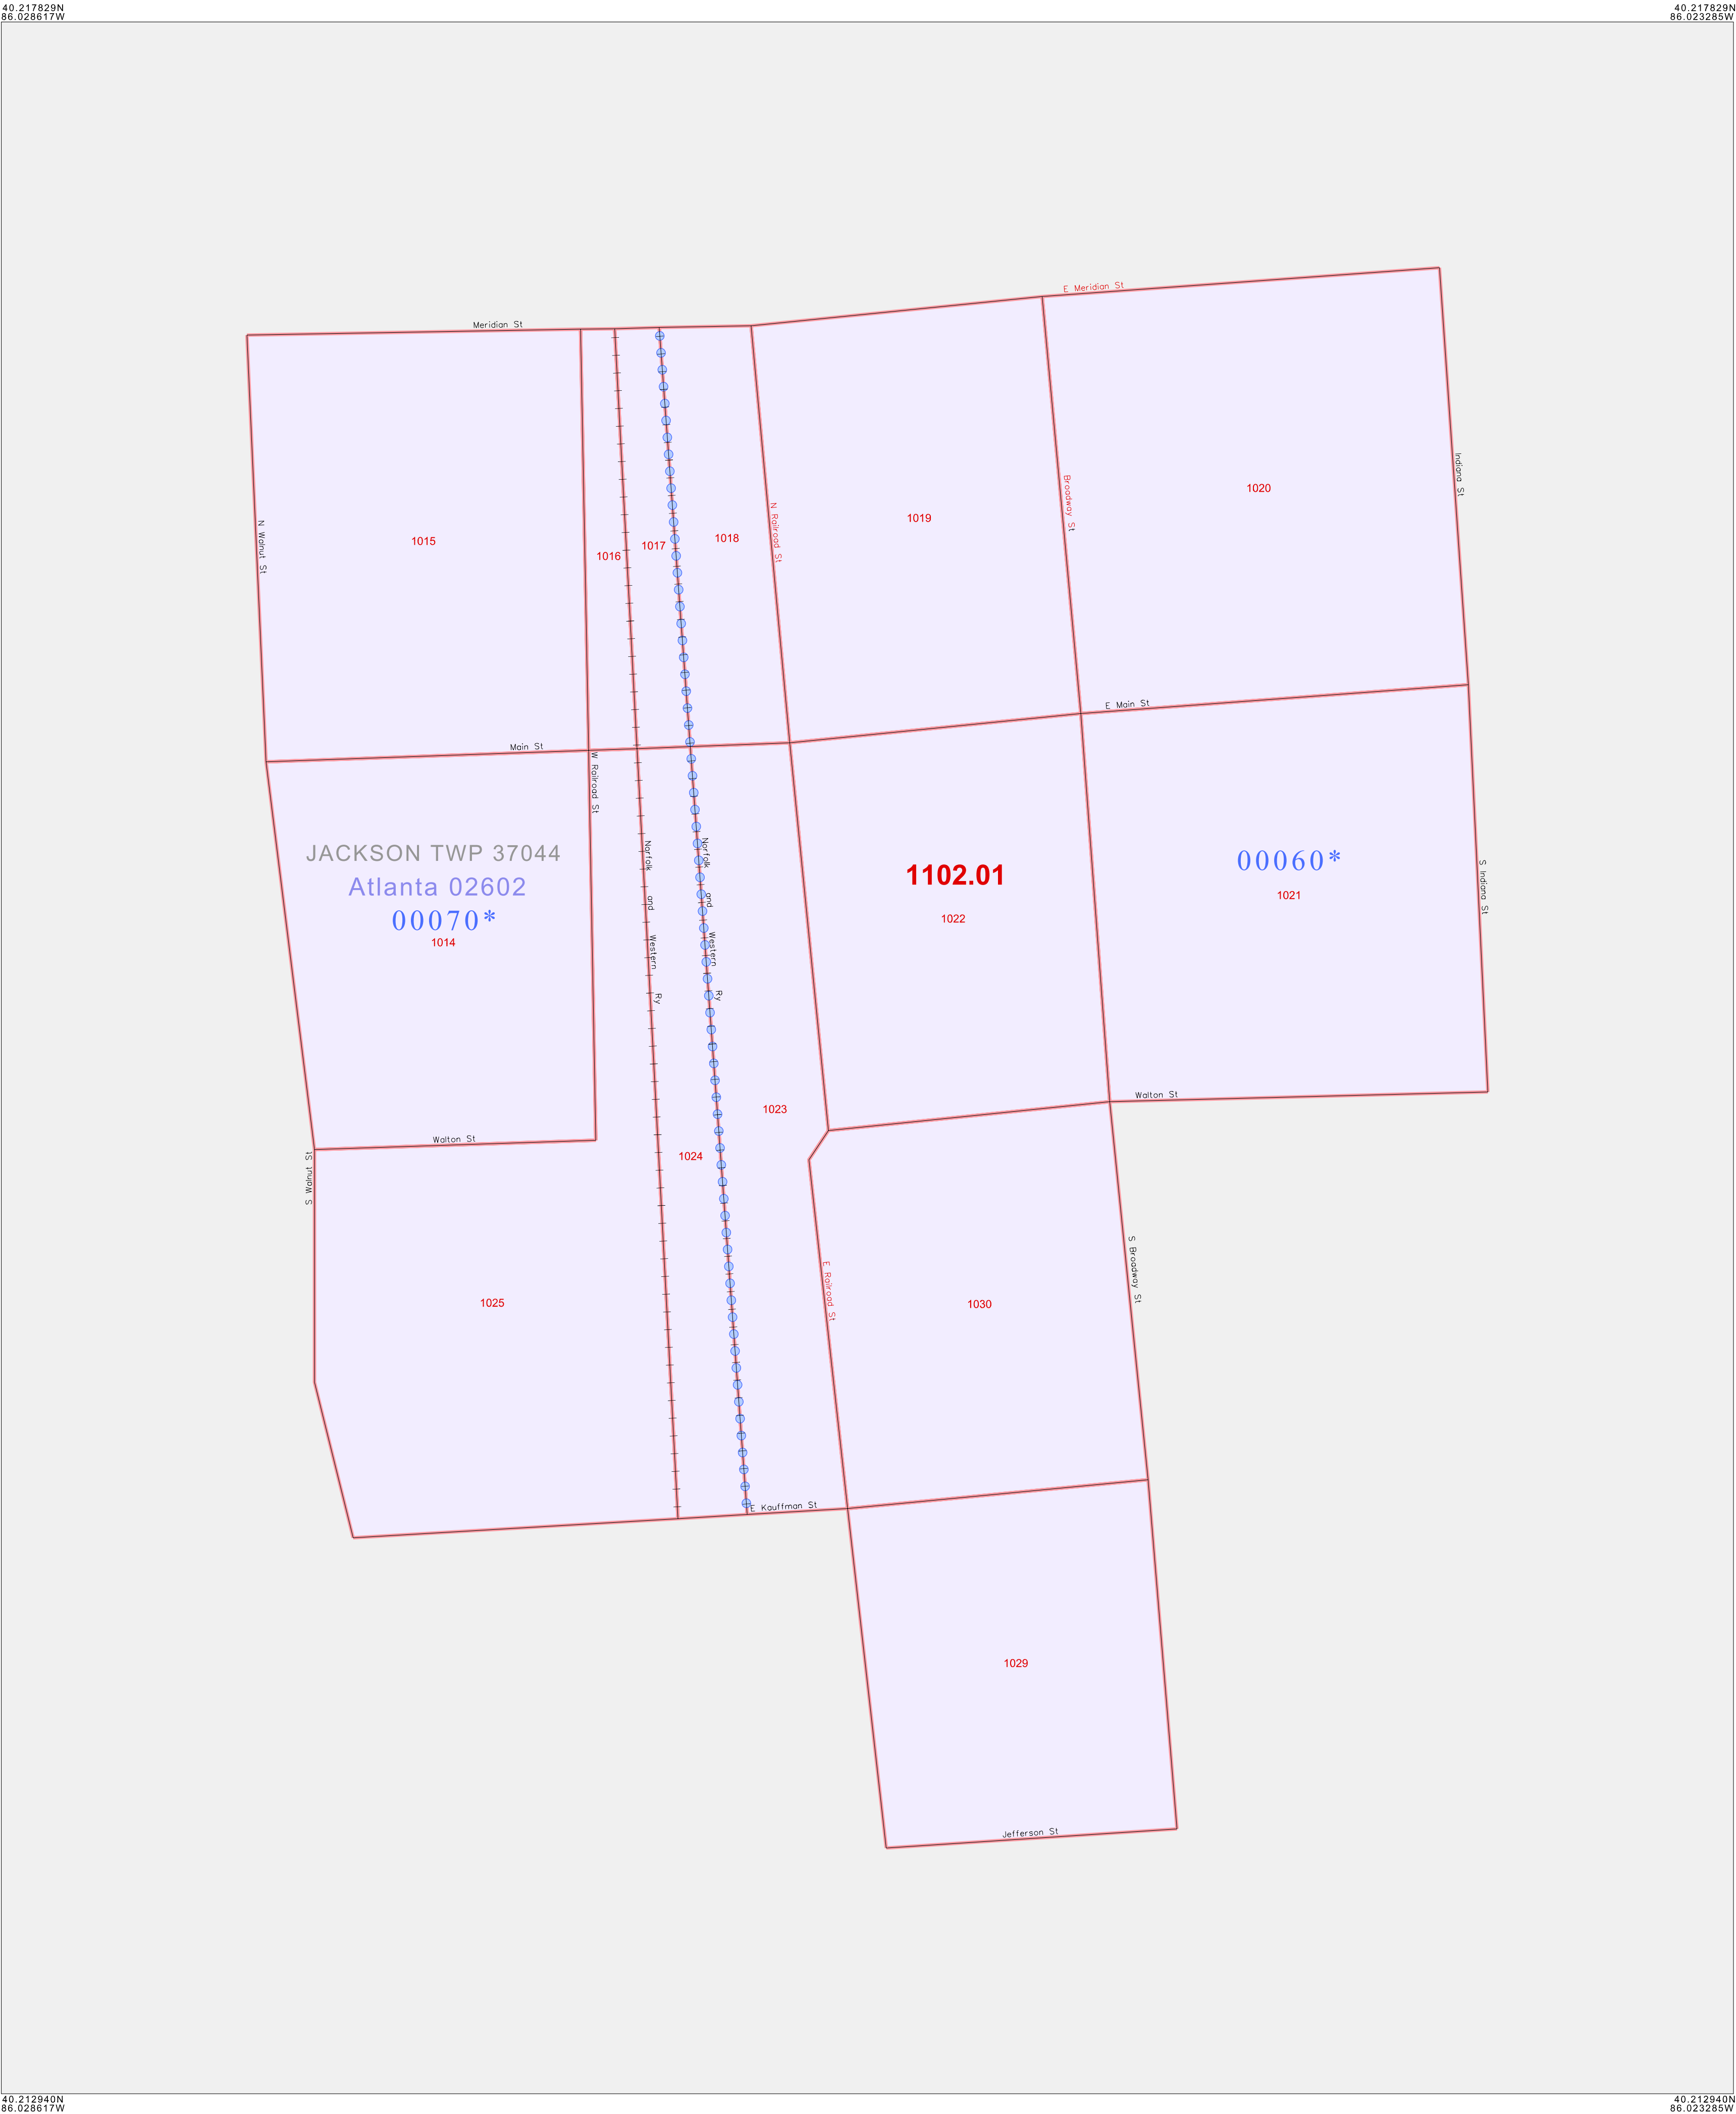 40.217829N
86.028617W
40.217829N
86.023285W
E Meridian St
Meridian St
Indiana St
Broadway St
1020
N Railroad St
1019
N Walnut St
1015
1016
1017
1018
E Main St
Main St
W Railroad St
JACKSON TWP 37044
Atlanta 02602
00070*
1014
Norfolk and Western Ry
Norfolk and Western Ry
1102.01
1022
00060*
1021
S Indiana St
Walton St
1023
Walton St
S Walnut St
1024
S Broadway St
E Railroad St
1025
1030
E Kauffman St
1029
Jefferson St
40.212940N
86.028617W
40.212940N
86.023285W